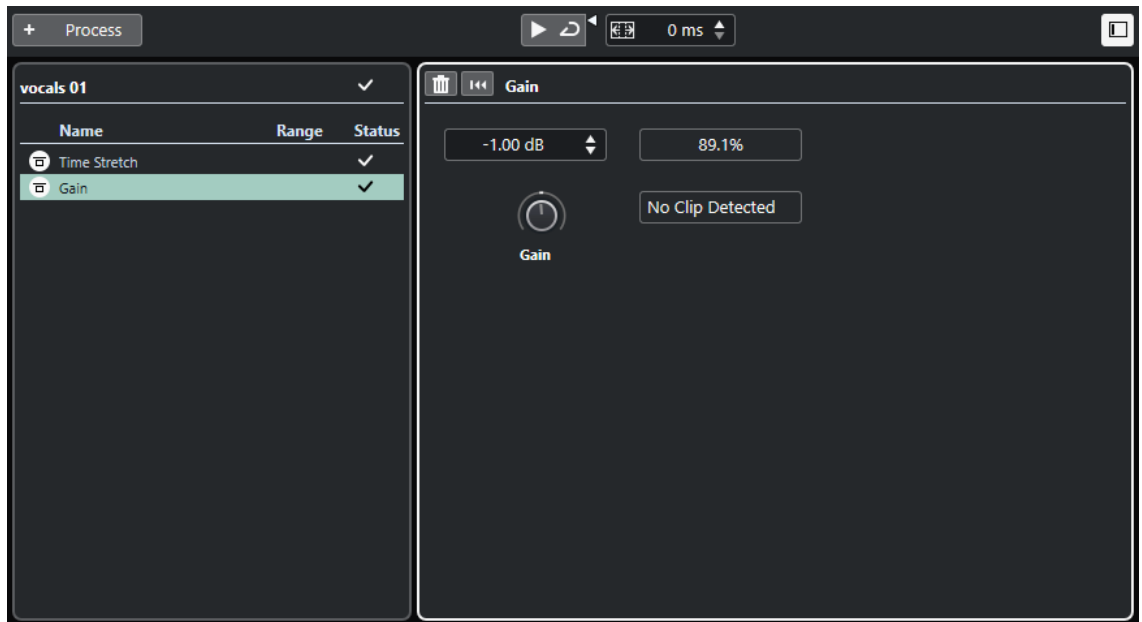 + Process
0 ms
vocals 01
Name Range Status
Time Stretch
Gain
Gain
-1.00 dB 89.1%
No Clip Detected
Gain